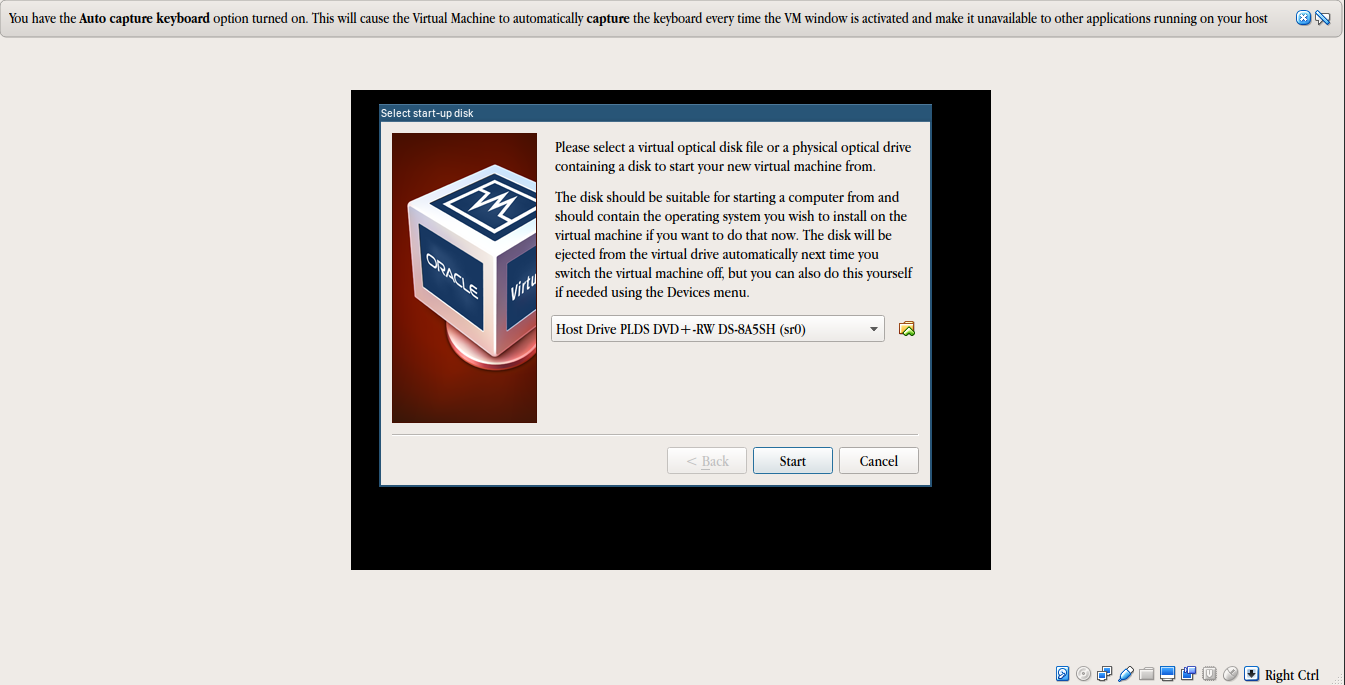 You have the Auto capture keyboard option turned on. This will cause the Virtual Machine to automatically capture the keyboard every time the VM window is activated and make it unavailable to other applications running on your host
Select start-up disk
Please select a virtual optical disk file or a physical optical drive
containing a disk to start your new virtual machine from.
The disk should be suitable for starting a computer from and
should contain the operating system you wish to install on the
virtual machine if you want to do that now. The disk will be
ejected from the virtual drive automatically next time you
switch the virtual machine off, but you can also do this yourself
if needed using the Devices menu.
ORACLE
Virtu
Host Drive PLDS DVD+-RW DS-8A5SH (sr0)
< Back
Start
Cancel
Right Ctrl